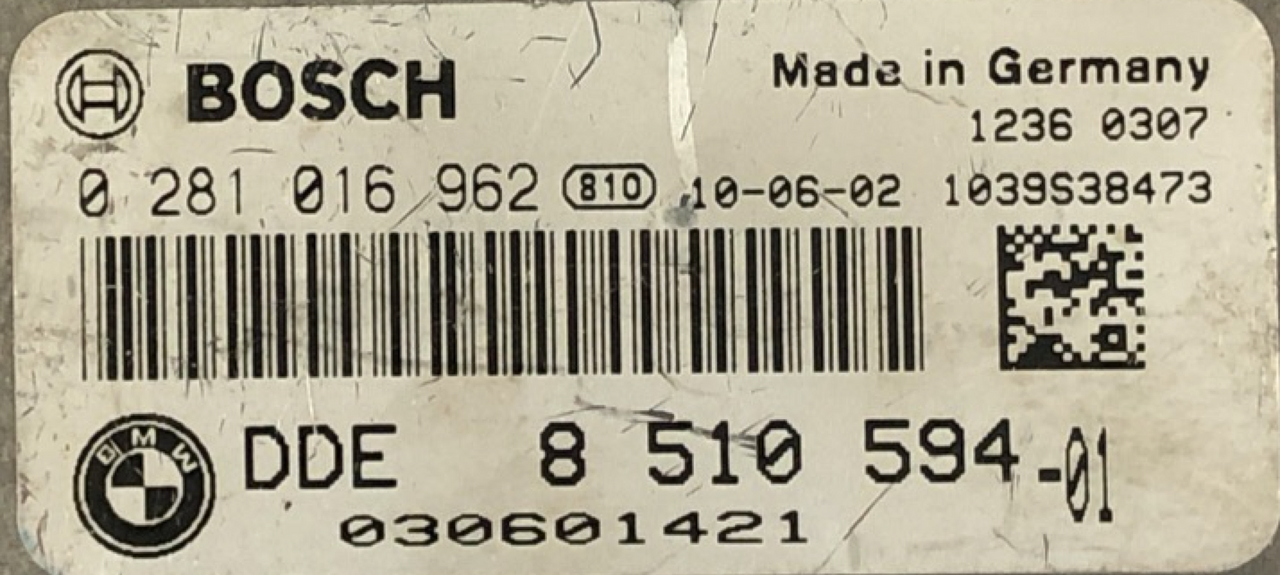 BOSCH
Made in Germany
1236 0307
0 281 016 962 810 10-06-02 1039S38473
BMW
DDE 8 510 594-01
030601421